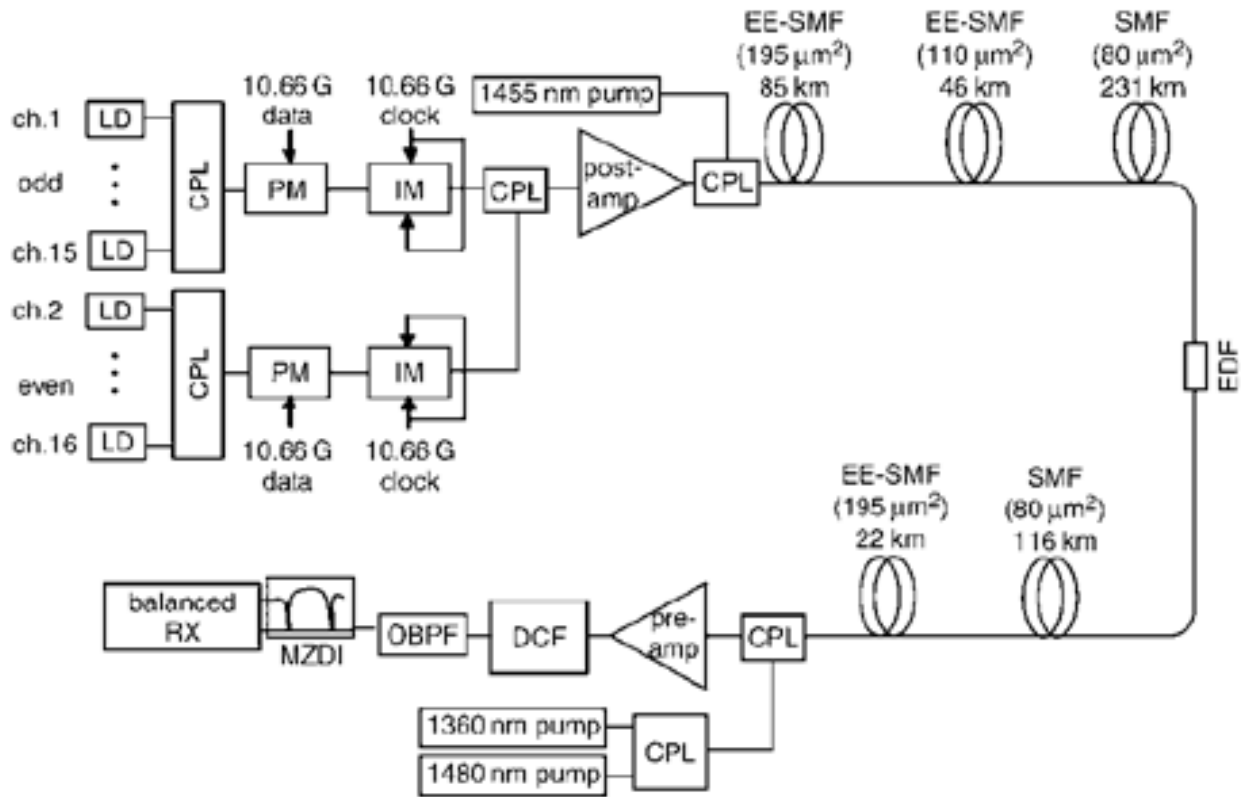 EE-SMF
(195 μm²)
85 km
EE-SMF
(110 μm²)
46 km
SMF
(80 μm²)
231 km
1455 nm pump
10.66 G
data
10.66 G
clock
ch.1
LD
odd
CPL
PM
IM
CPL
post-
amp
CPL
ch.15
LD
ch.2
LD
even
CPL
PM
IM
EDF
ch.16
LD
10.66 G
data
10.66 G
clock
EE-SMF
(195 μm²)
22 km
SMF
(80 μm²)
116 km
balanced
RX
MZDI
OBPF
DCF
pre-
amp
CPL
1360 nm pump
1480 nm pump
CPL